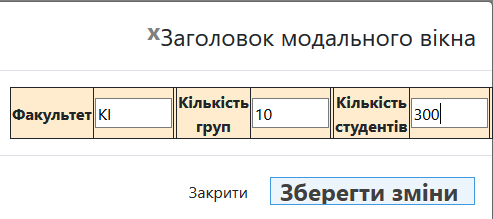 x Заголовок модального вікна
Факультет КІ Кількість груп 10 Кількість студентів 300
Закрити Зберегти зміни